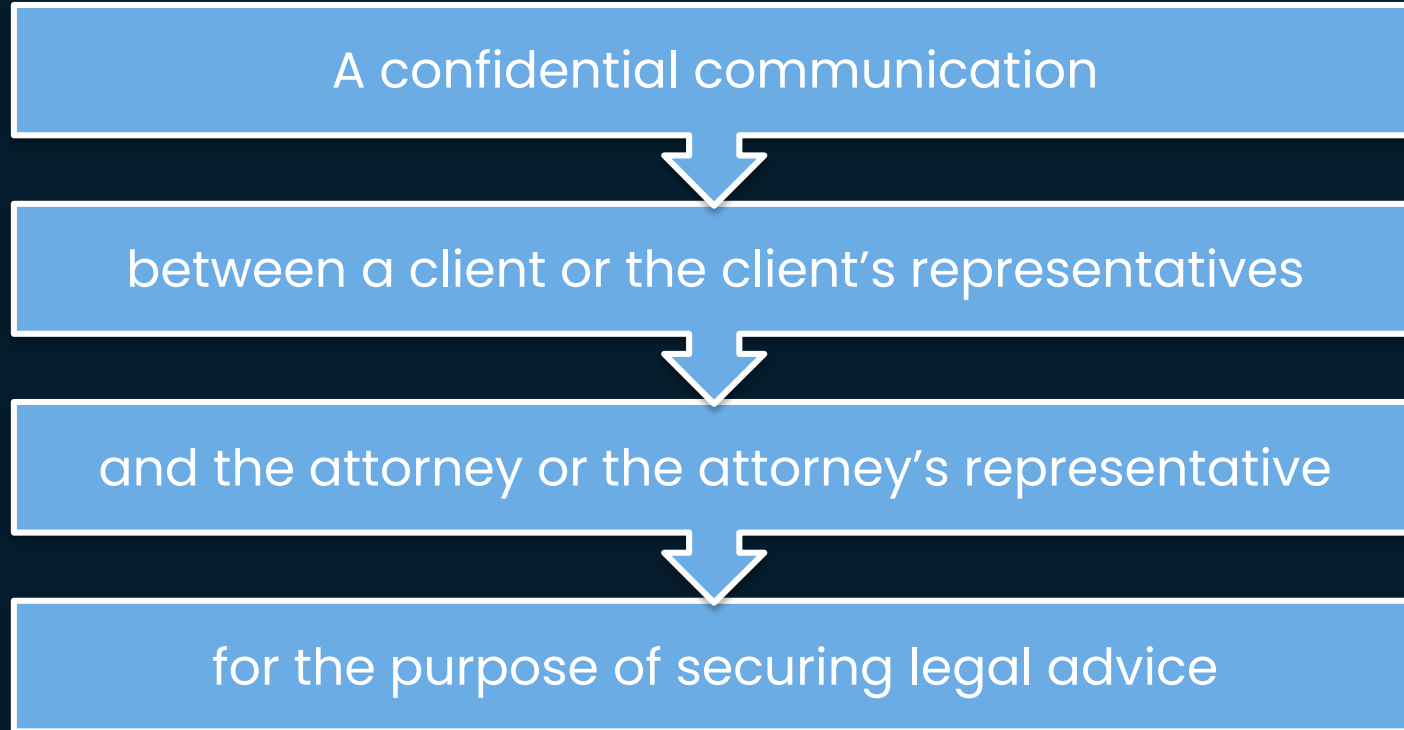 A confidential communication
between a client or the client’s representatives
and the attorney or the attorney’s representative
for the purpose of securing legal advice